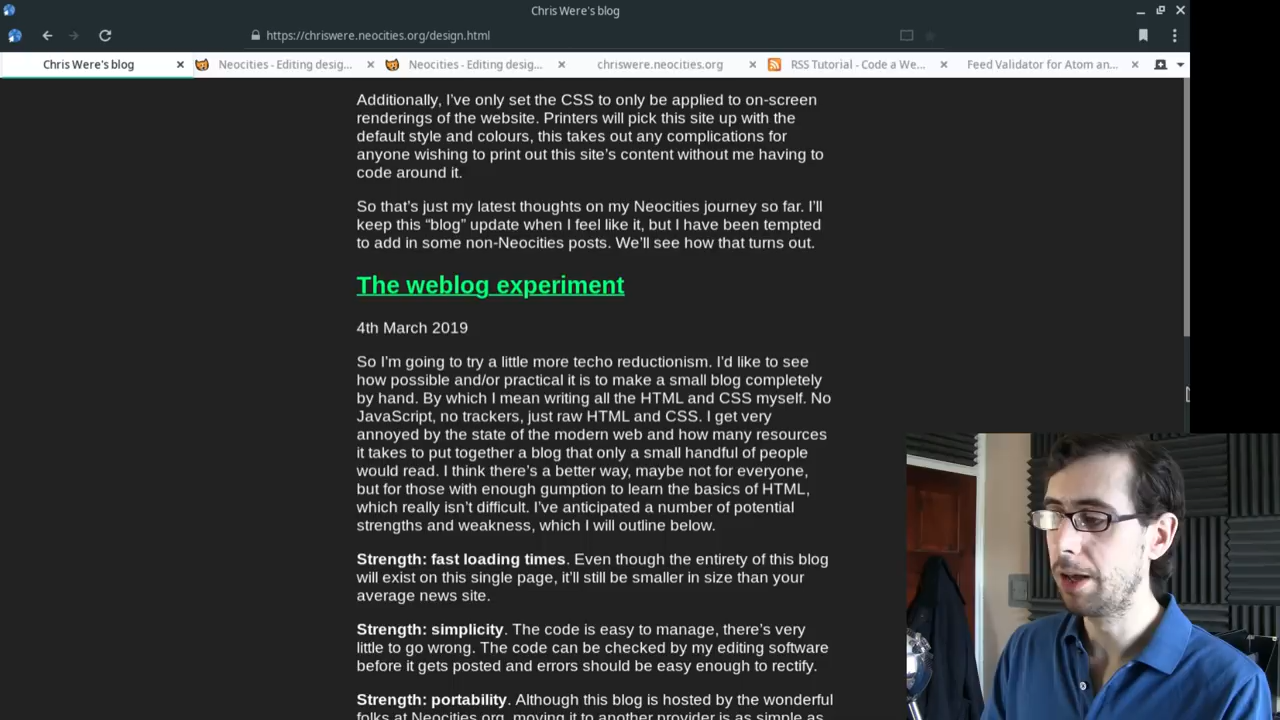 Chris Were's blog
https://chriswere.neocities.org/design.html
Chris Were's blog
Neocities - Editing desig...
Neocities - Editing desig...
chriswere.neocities.org
RSS Tutorial - Code a We...
Feed Validator for Atom an...
Additionally, I've only set the CSS to only be applied to on-screen
renderings of the website. Printers will pick this site up with the
default style and colours, this takes out any complications for
anyone wishing to print out this site's content without me having to
code around it.
So that's just my latest thoughts on my Neocities journey so far. I'll
keep this “blog” update when I feel like it, but I have been tempted
to add in some non-Neocities posts. We'll see how that turns out.
The weblog experiment
4th March 2019
So I'm going to try a little more techo reductionism. I'd like to see
how possible and/or practical it is to make a small blog completely
by hand. By which I mean writing all the HTML and CSS myself. No
JavaScript, no trackers, just raw HTML and CSS. I get very
annoyed by the state of the modern web and how many resources
it takes to put together a blog that only a small handful of people
would read. I think there's a better way, maybe not for everyone,
but for those with enough gumption to learn the basics of HTML,
which really isn't difficult. I've anticipated a number of potential
strengths and weakness, which I will outline below.
Strength: fast loading times. Even though the entirety of this blog
will exist on this single page, it'll still be smaller in size than your
average news site.
Strength: simplicity. The code is easy to manage, there's very
little to go wrong. The code can be checked by my editing software
before it gets posted and errors should be easy enough to rectify.
Strength: portability. Although this blog is hosted by the wonderful
folks at Neocities.org, moving it to another provider is as simple as